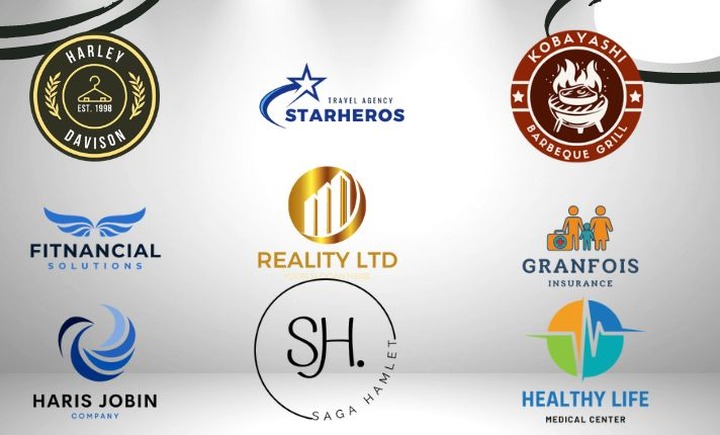 HARLEY
EST. 1998
DAVISON
TRAVEL AGENCY
STARHEROS
KOBAYASHI
BARBEQUE GRILL
FITNANCIAL
SOLUTIONS
REALITY LTD
GRANFOIS
INSURANCE
HARIS JOBIN
COMPANY
SH.
SAGA HAMLET
HEALTHY LIFE
MEDICAL CENTER